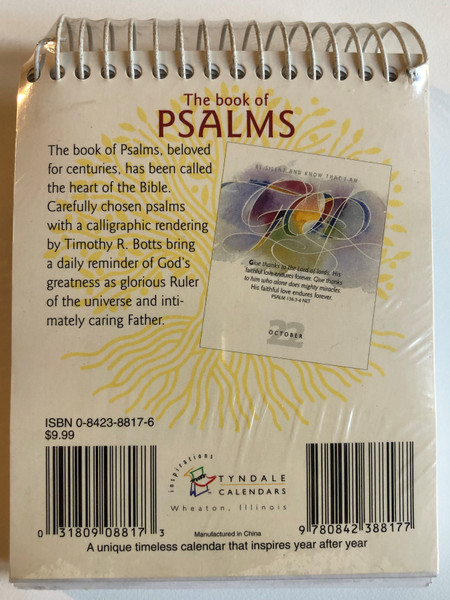 The book of
PSALMS
The book of Psalms, beloved
for centuries, has been called
the heart of the Bible.
Carefully chosen psalms
with a calligraphic rendering
by Timothy R. Botts bring
a daily reminder of God's
greatness as glorious Ruler
of the universe and inti-
mately caring Father.
BE SILENT AND KNOW THAT I AM
Give thanks to the Lord of lords. His
faithful love endures forever. Give thanks
to him who alone does mighty miracles
His faithful love endures forever.
PSALM 136:3-4 NLT
22
OCTOBER
ISBN 0-8423-8817-6
$9.99
inspirations
TYNDALE
CALENDARS
Wheaton, Illinois
0 31809 08817 3
Manufactured in China
9 780842 388177
A unique timeless calendar that inspires year after year